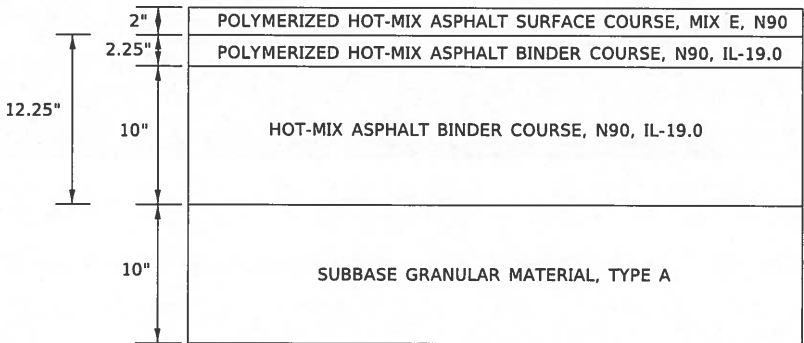 2" POLYMERIZED HOT-MIX ASPHALT SURFACE COURSE, MIX E, N90
2.25" POLYMERIZED HOT-MIX ASPHALT BINDER COURSE, N90, IL-19.0
12.25"
10" HOT-MIX ASPHALT BINDER COURSE, N90, IL-19.0
10" SUBBASE GRANULAR MATERIAL, TYPE A